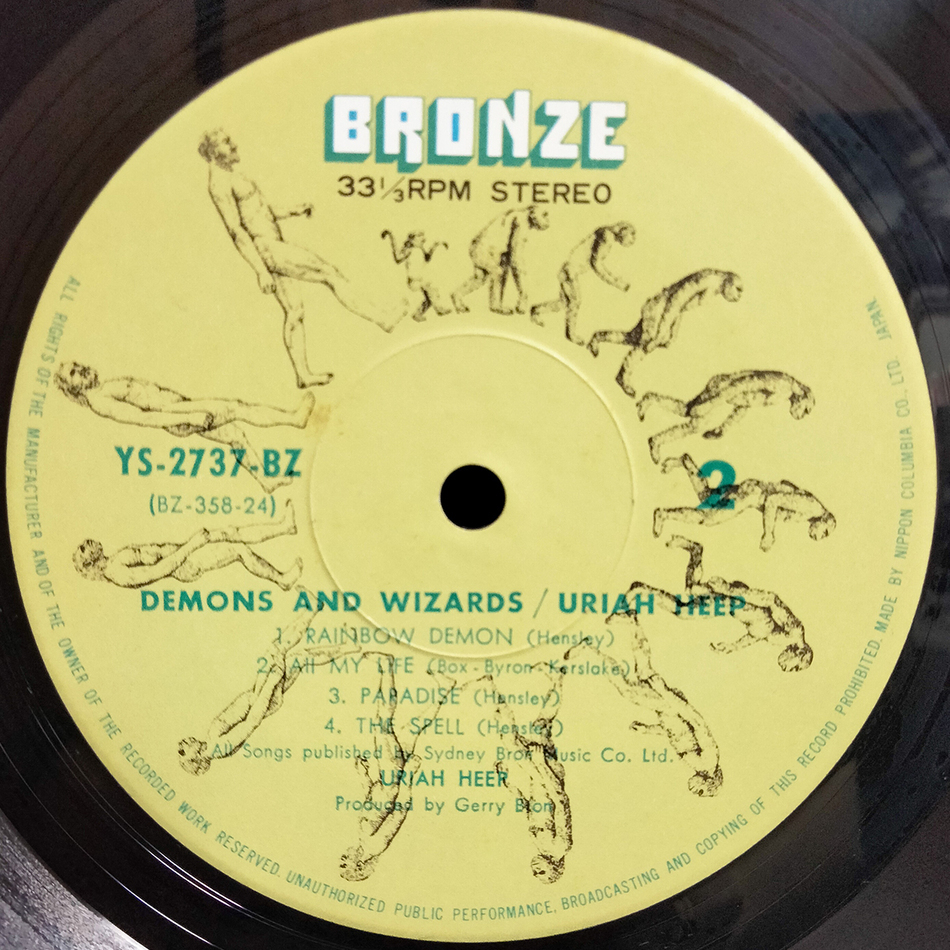 BRONZE
33⅓RPM STEREO
YS-2737-BZ
(BZ-358-24)
2
DEMONS AND WIZARDS / URIAH HEEP
1. RAINBOW DEMON (Hensley)
2. All MY LIFE (Box - Byron - Kerslake)
3. PARADISE (Hensley)
4. THE SPELL (Hensley)
All Songs published by Sydney Bron Music Co. Ltd.
URIAH HEEP
Produced by Gerry Bron
ALL RIGHTS OF THE MANUFACTURER AND OF THE OWNER OF THE RECORDED WORK RESERVED. UNAUTHORIZED PUBLIC PERFORMANCE, BROADCASTING AND COPYING OF THIS RECORD PROHIBITED. MADE BY NIPPON COLUMBIA CO., LTD. JAPAN.